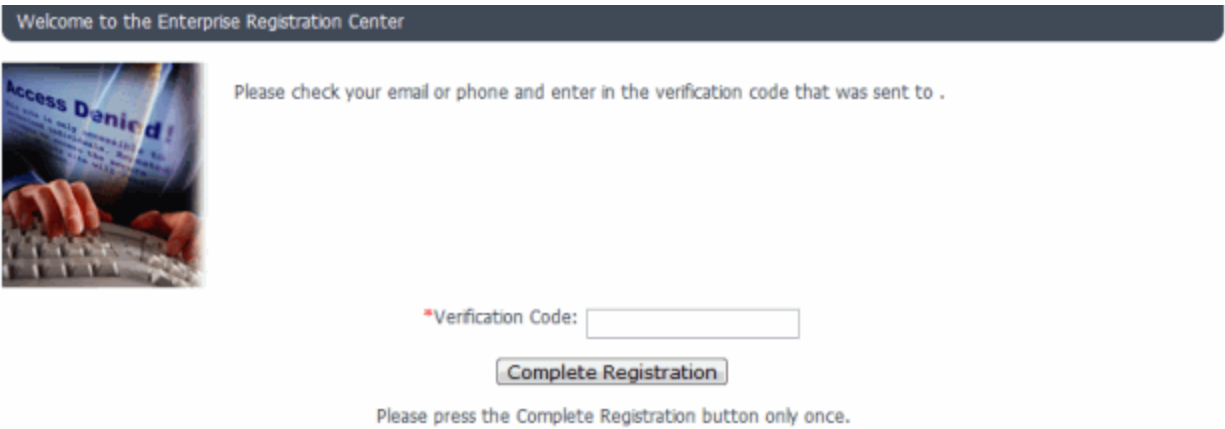 Welcome to the Enterprise Registration Center
Access Denied!
Please check your email or phone and enter in the verification code that was sent to .
*Verification Code:
Complete Registration
Please press the Complete Registration button only once.